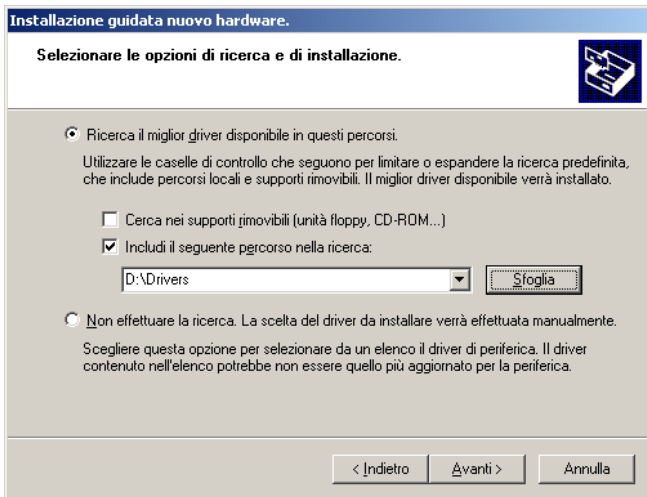 Installazione guidata nuovo hardware.
Selezionare le opzioni di ricerca e di installazione.
Ricerca il miglior driver disponibile in questi percorsi.
Utilizzare le caselle di controllo che seguono per limitare o espandere la ricerca predefinita,
che include percorsi locali e supporti rimovibili. Il miglior driver disponibile verrà installato.
Cerca nei supporti rimovibili (unità floppy, CD-ROM...)
Includi il seguente percorso nella ricerca:
D:\Drivers
Sfoglia
Non effettuare la ricerca. La scelta del driver da installare verrà effettuata manualmente.
Scegliere questa opzione per selezionare da un elenco il driver di periferica. Il driver
contenuto nell'elenco potrebbe non essere quello più aggiornato per la periferica.
< Indietro
Avanti >
Annulla